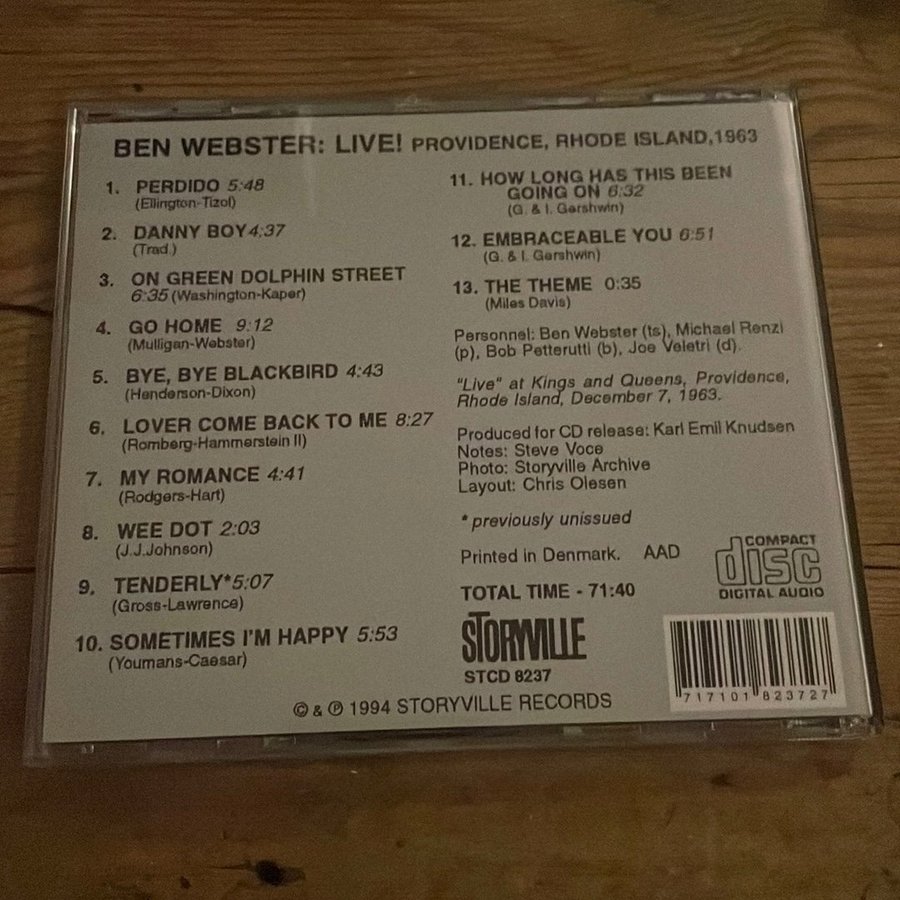 BEN WEBSTER: LIVE! PROVIDENCE, RHODE ISLAND,1963
1. PERDIDO 5:48
(Ellington-Tizol)
2. DANNY BOY 4:37
(Trad.)
3. ON GREEN DOLPHIN STREET
6:35 (Washington-Kaper)
4. GO HOME 9:12
(Mulligan-Webster)
5. BYE, BYE BLACKBIRD 4:43
(Henderson-Dixon)
6. LOVER COME BACK TO ME 8:27
(Romberg-Hammerstein II)
7. MY ROMANCE 4:41
(Rodgers-Hart)
8. WEE DOT 2:03
(J.J.Johnson)
9. TENDERLY* 5:07
(Gross-Lawrence)
10. SOMETIMES I'M HAPPY 5:53
(Youmans-Caesar)
11. HOW LONG HAS THIS BEEN
GOING ON 6:32
(G. & I. Gershwin)
12. EMBRACEABLE YOU 6:51
(G. & I. Gershwin)
13. THE THEME 0:35
(Miles Davis)
Personnel: Ben Webster (ts), Michael Renzi
(p), Bob Petterutti (b), Joe Veletri (d).
"Live" at Kings and Queens, Providence,
Rhode Island, December 7, 1963.
Produced for CD release: Karl Emil Knudsen
Notes: Steve Voce
Photo: Storyville Archive
Layout: Chris Olesen
* previously unissued
Printed in Denmark. AAD
COMPACT
disc
DIGITAL AUDIO
TOTAL TIME - 71:40
STORYVILLE
STCD 8237
© & ℗ 1994 STORYVILLE RECORDS
717101 823727